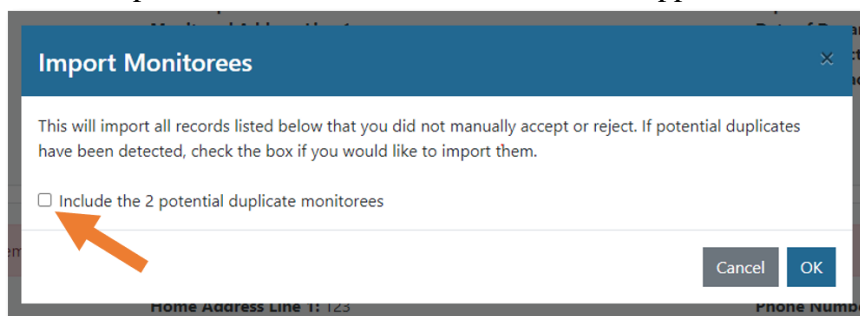 Import Monitorees
×
This will import all records listed below that you did not manually accept or reject. If potential duplicates
have been detected, check the box if you would like to import them.
Include the 2 potential duplicate monitorees
Cancel OK
Home Address Line 1: 123 Phone Numb